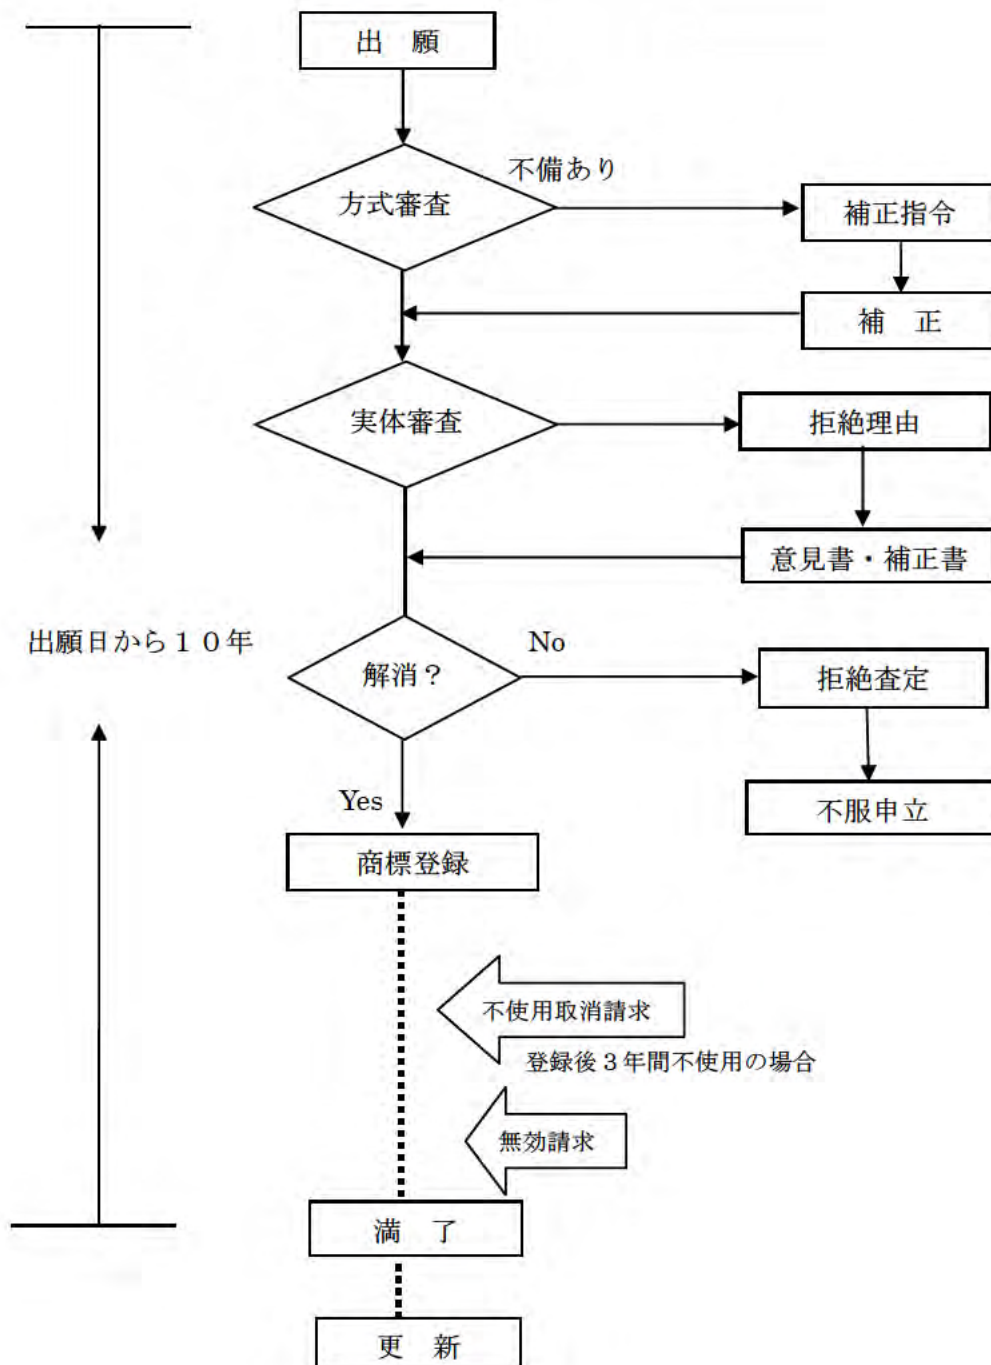 出　願
不備あり
方式審査
補正指令
補　正
実体審査
拒絶理由
意見書・補正書
出願日から１０年
No
解消？
拒絶査定
Yes
不服申立
商標登録
不使用取消請求
登録後３年間不使用の場合
無効請求
満　了
更　新